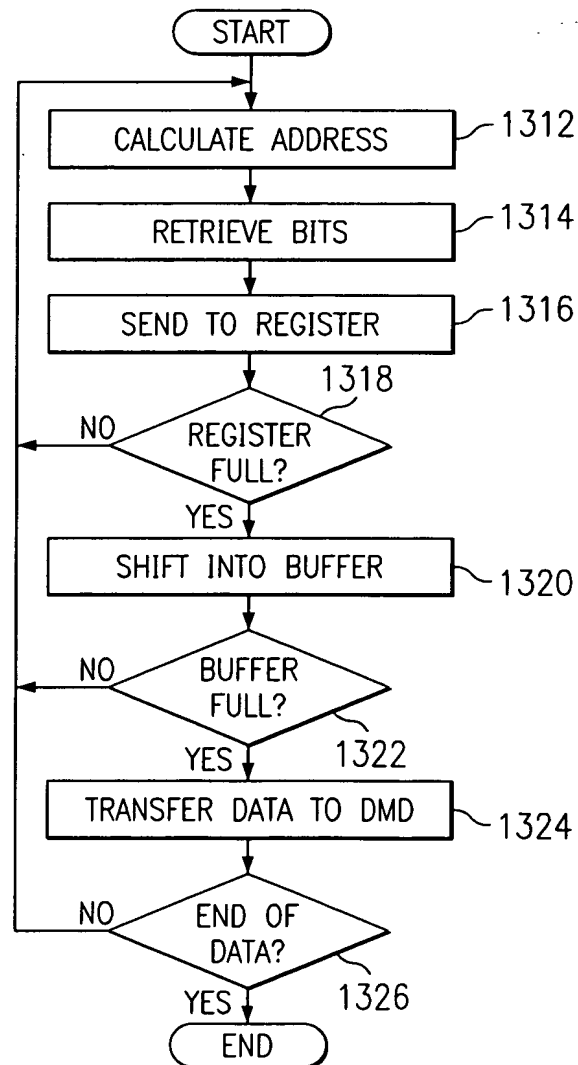 START
CALCULATE ADDRESS
1312
RETRIEVE BITS
1314
SEND TO REGISTER
1316
1318
NO
REGISTER
FULL?
YES
SHIFT INTO BUFFER
1320
NO
BUFFER
FULL?
1322
YES
TRANSFER DATA TO DMD
1324
NO
END OF
DATA?
1326
YES
END